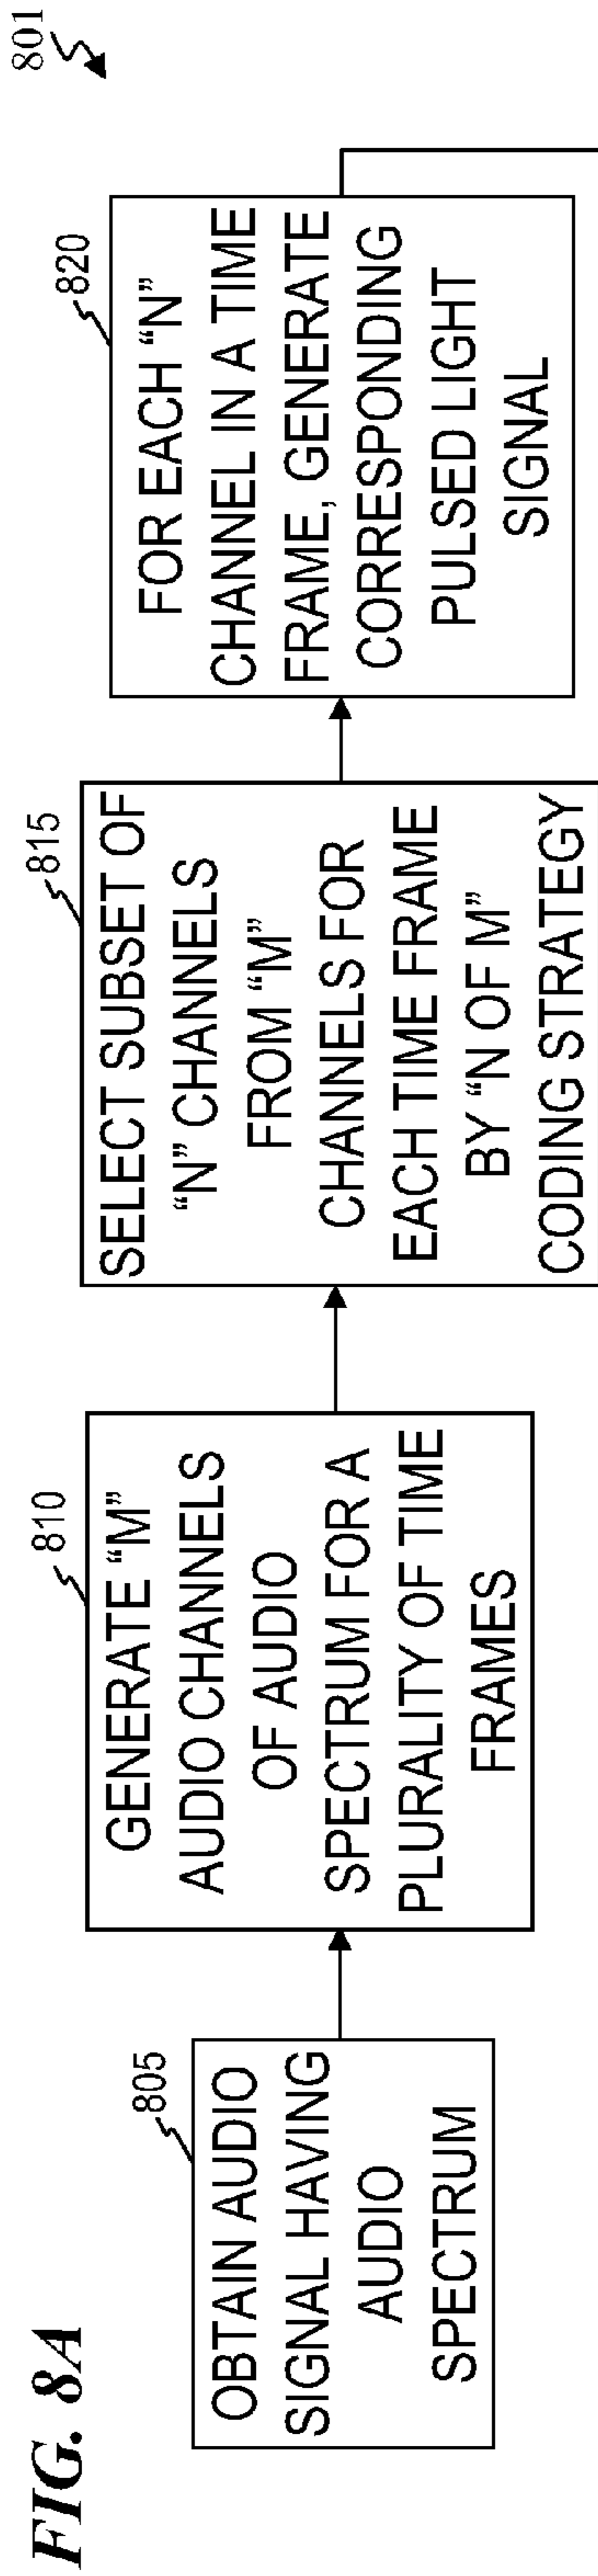 FIG. 8A
801
805
OBTAIN AUDIO
SIGNAL HAVING
AUDIO
SPECTRUM
810
GENERATE “M”
AUDIO CHANNELS
OF AUDIO
SPECTRUM FOR A
PLURALITY OF TIME
FRAMES
815
SELECT SUBSET OF
“N” CHANNELS
FROM “M”
CHANNELS FOR
EACH TIME FRAME
BY “N OF M”
CODING STRATEGY
820
FOR EACH “N”
CHANNEL IN A TIME
FRAME, GENERATE
CORRESPONDING
PULSED LIGHT
SIGNAL